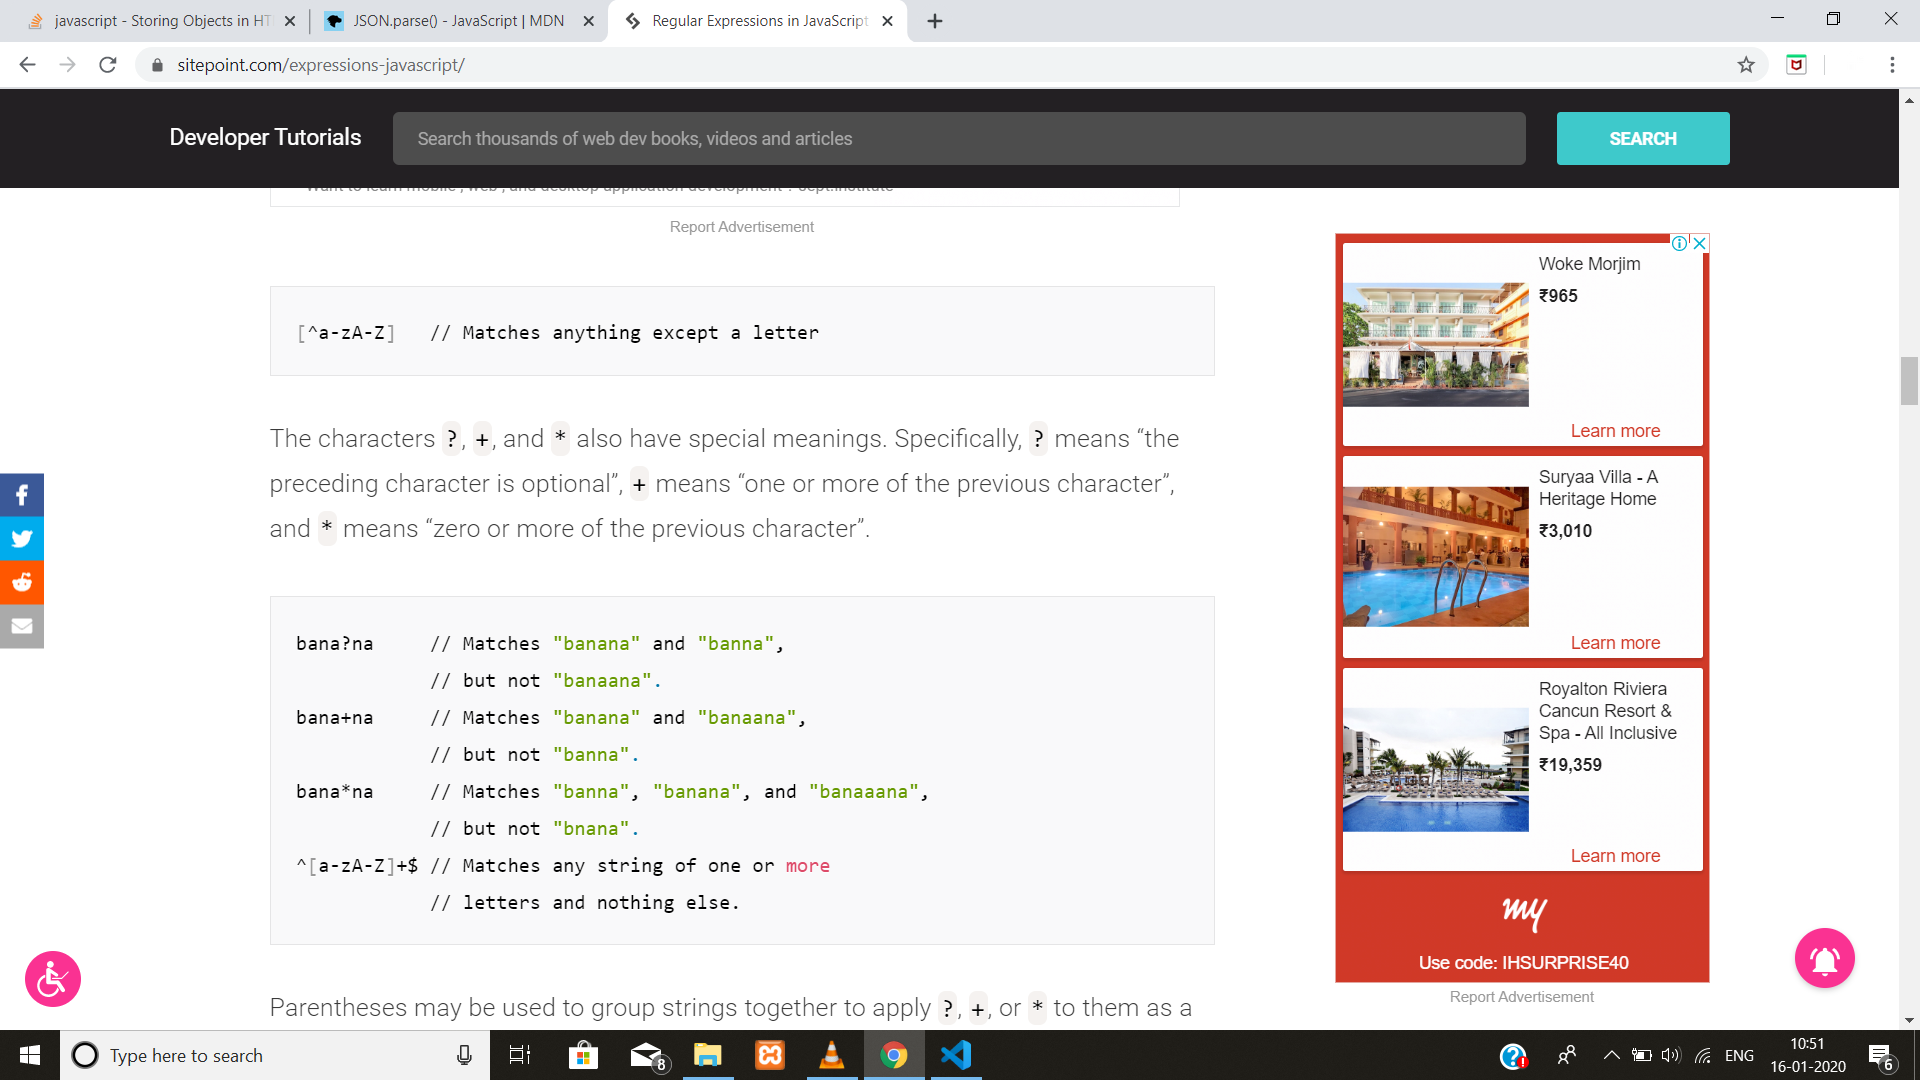 javascript - Storing Objects in HT
JSON.parse() - JavaScript | MDN
Regular Expressions in JavaScript
sitepoint.com/expressions-javascript/
Developer Tutorials
Search thousands of web dev books, videos and articles
SEARCH
Report Advertisement
[^a-zA-Z]   // Matches anything except a letter
The characters ?, +, and * also have special meanings. Specifically, ? means “the
preceding character is optional”, + means “one or more of the previous character”,
and * means “zero or more of the previous character”.
bana?na     // Matches "banana" and "banna",
            // but not "banaana".
bana+na     // Matches "banana" and "banaana",
            // but not "banna".
bana*na     // Matches "banna", "banana", and "banaaana",
            // but not "bnana".
^[a-zA-Z]+$ // Matches any string of one or more
            // letters and nothing else.
Parentheses may be used to group strings together to apply ?, +, or * to them as a
Woke Morjim
₹965
Learn more
Suryaa Villa - A
Heritage Home
₹3,010
Learn more
Royalton Riviera
Cancun Resort &
Spa - All Inclusive
₹19,359
Learn more
my
Use code: IHSURPRISE40
Report Advertisement
Type here to search
8
ENG
10:51
16-01-2020
6